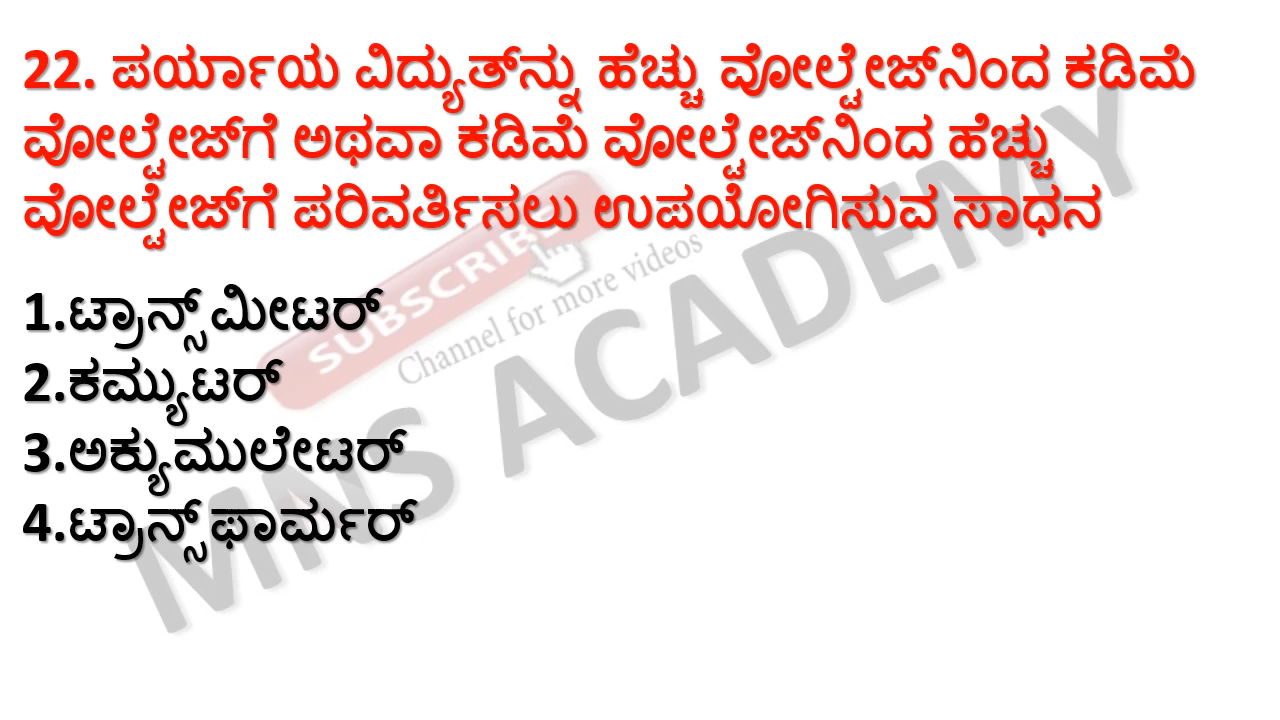 22. ಪರ್ಯಾಯ ವಿದ್ಯುತ್‌ನ್ನು ಹೆಚ್ಚು ವೋಲ್ಟೇಜ್‌ನಿಂದ ಕಡಿಮೆ
ವೋಲ್ಟೇಜ್‌ಗೆ ಅಥವಾ ಕಡಿಮೆ ವೋಲ್ಟೇಜ್‌ನಿಂದ ಹೆಚ್ಚು
ವೋಲ್ಟೇಜ್‌ಗೆ ಪರಿವರ್ತಿಸಲು ಉಪಯೋಗಿಸುವ ಸಾಧನ
1.ಟ್ರಾನ್ಸ್‌ಮೀಟರ್
2.ಕಮ್ಯುಟರ್
3.ಅಕ್ಯುಮುಲೇಟರ್
4.ಟ್ರಾನ್ಸ್‌ಫಾರ್ಮರ್
SUBSCRIBE
Channel for more videos
MNS ACADEMY